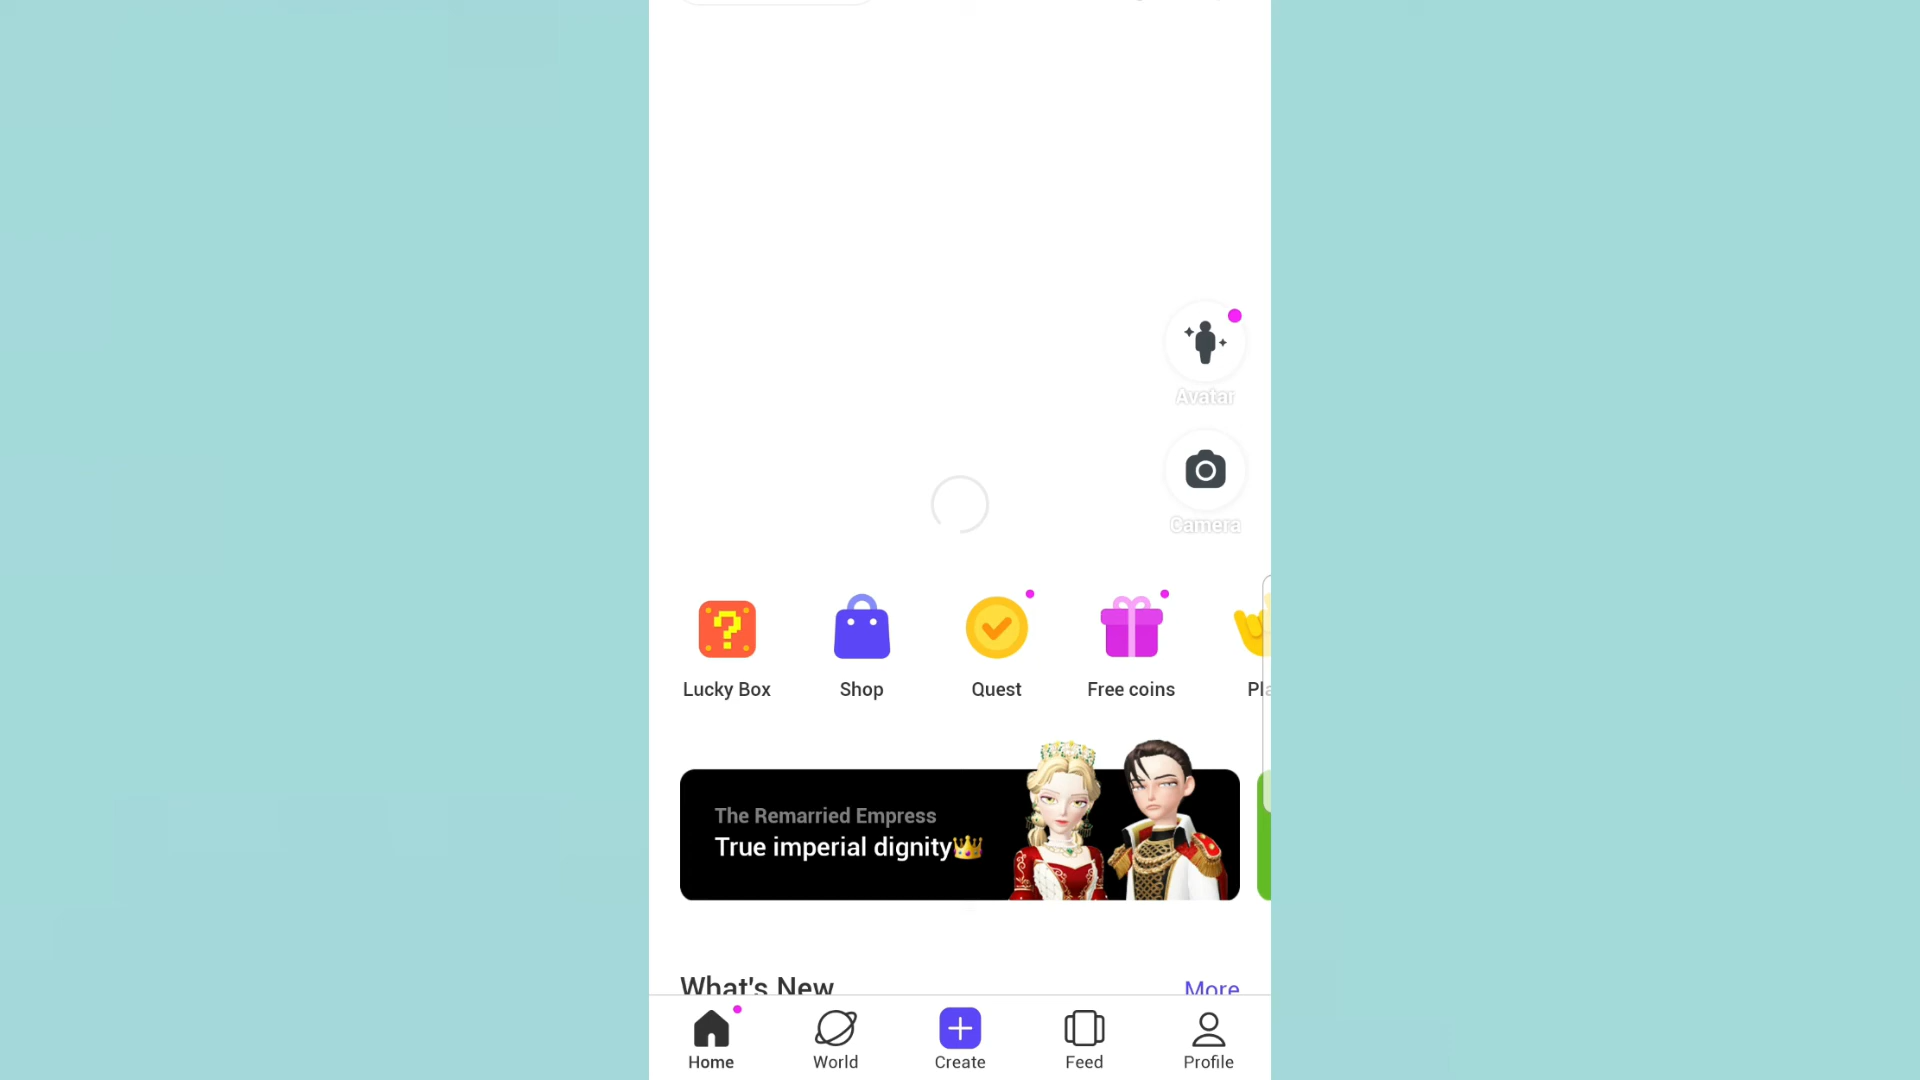 Avatar
Camera
Lucky Box
Shop
Quest
Free coins
The Remarried Empress
True imperial dignity👑
What's New
More
Home
World
Create
Feed
Profile